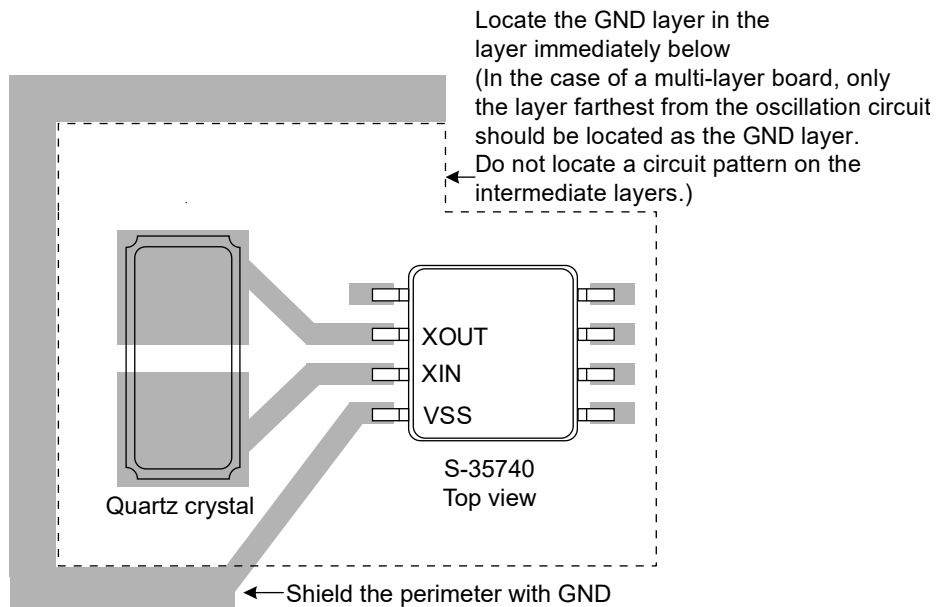 Locate the GND layer in the
layer immediately below
(In the case of a multi-layer board, only
the layer farthest from the oscillation circuit
should be located as the GND layer.
Do not locate a circuit pattern on the
intermediate layers.)
XOUT
XIN
VSS
S-35740
Top view
Quartz crystal
Shield the perimeter with GND